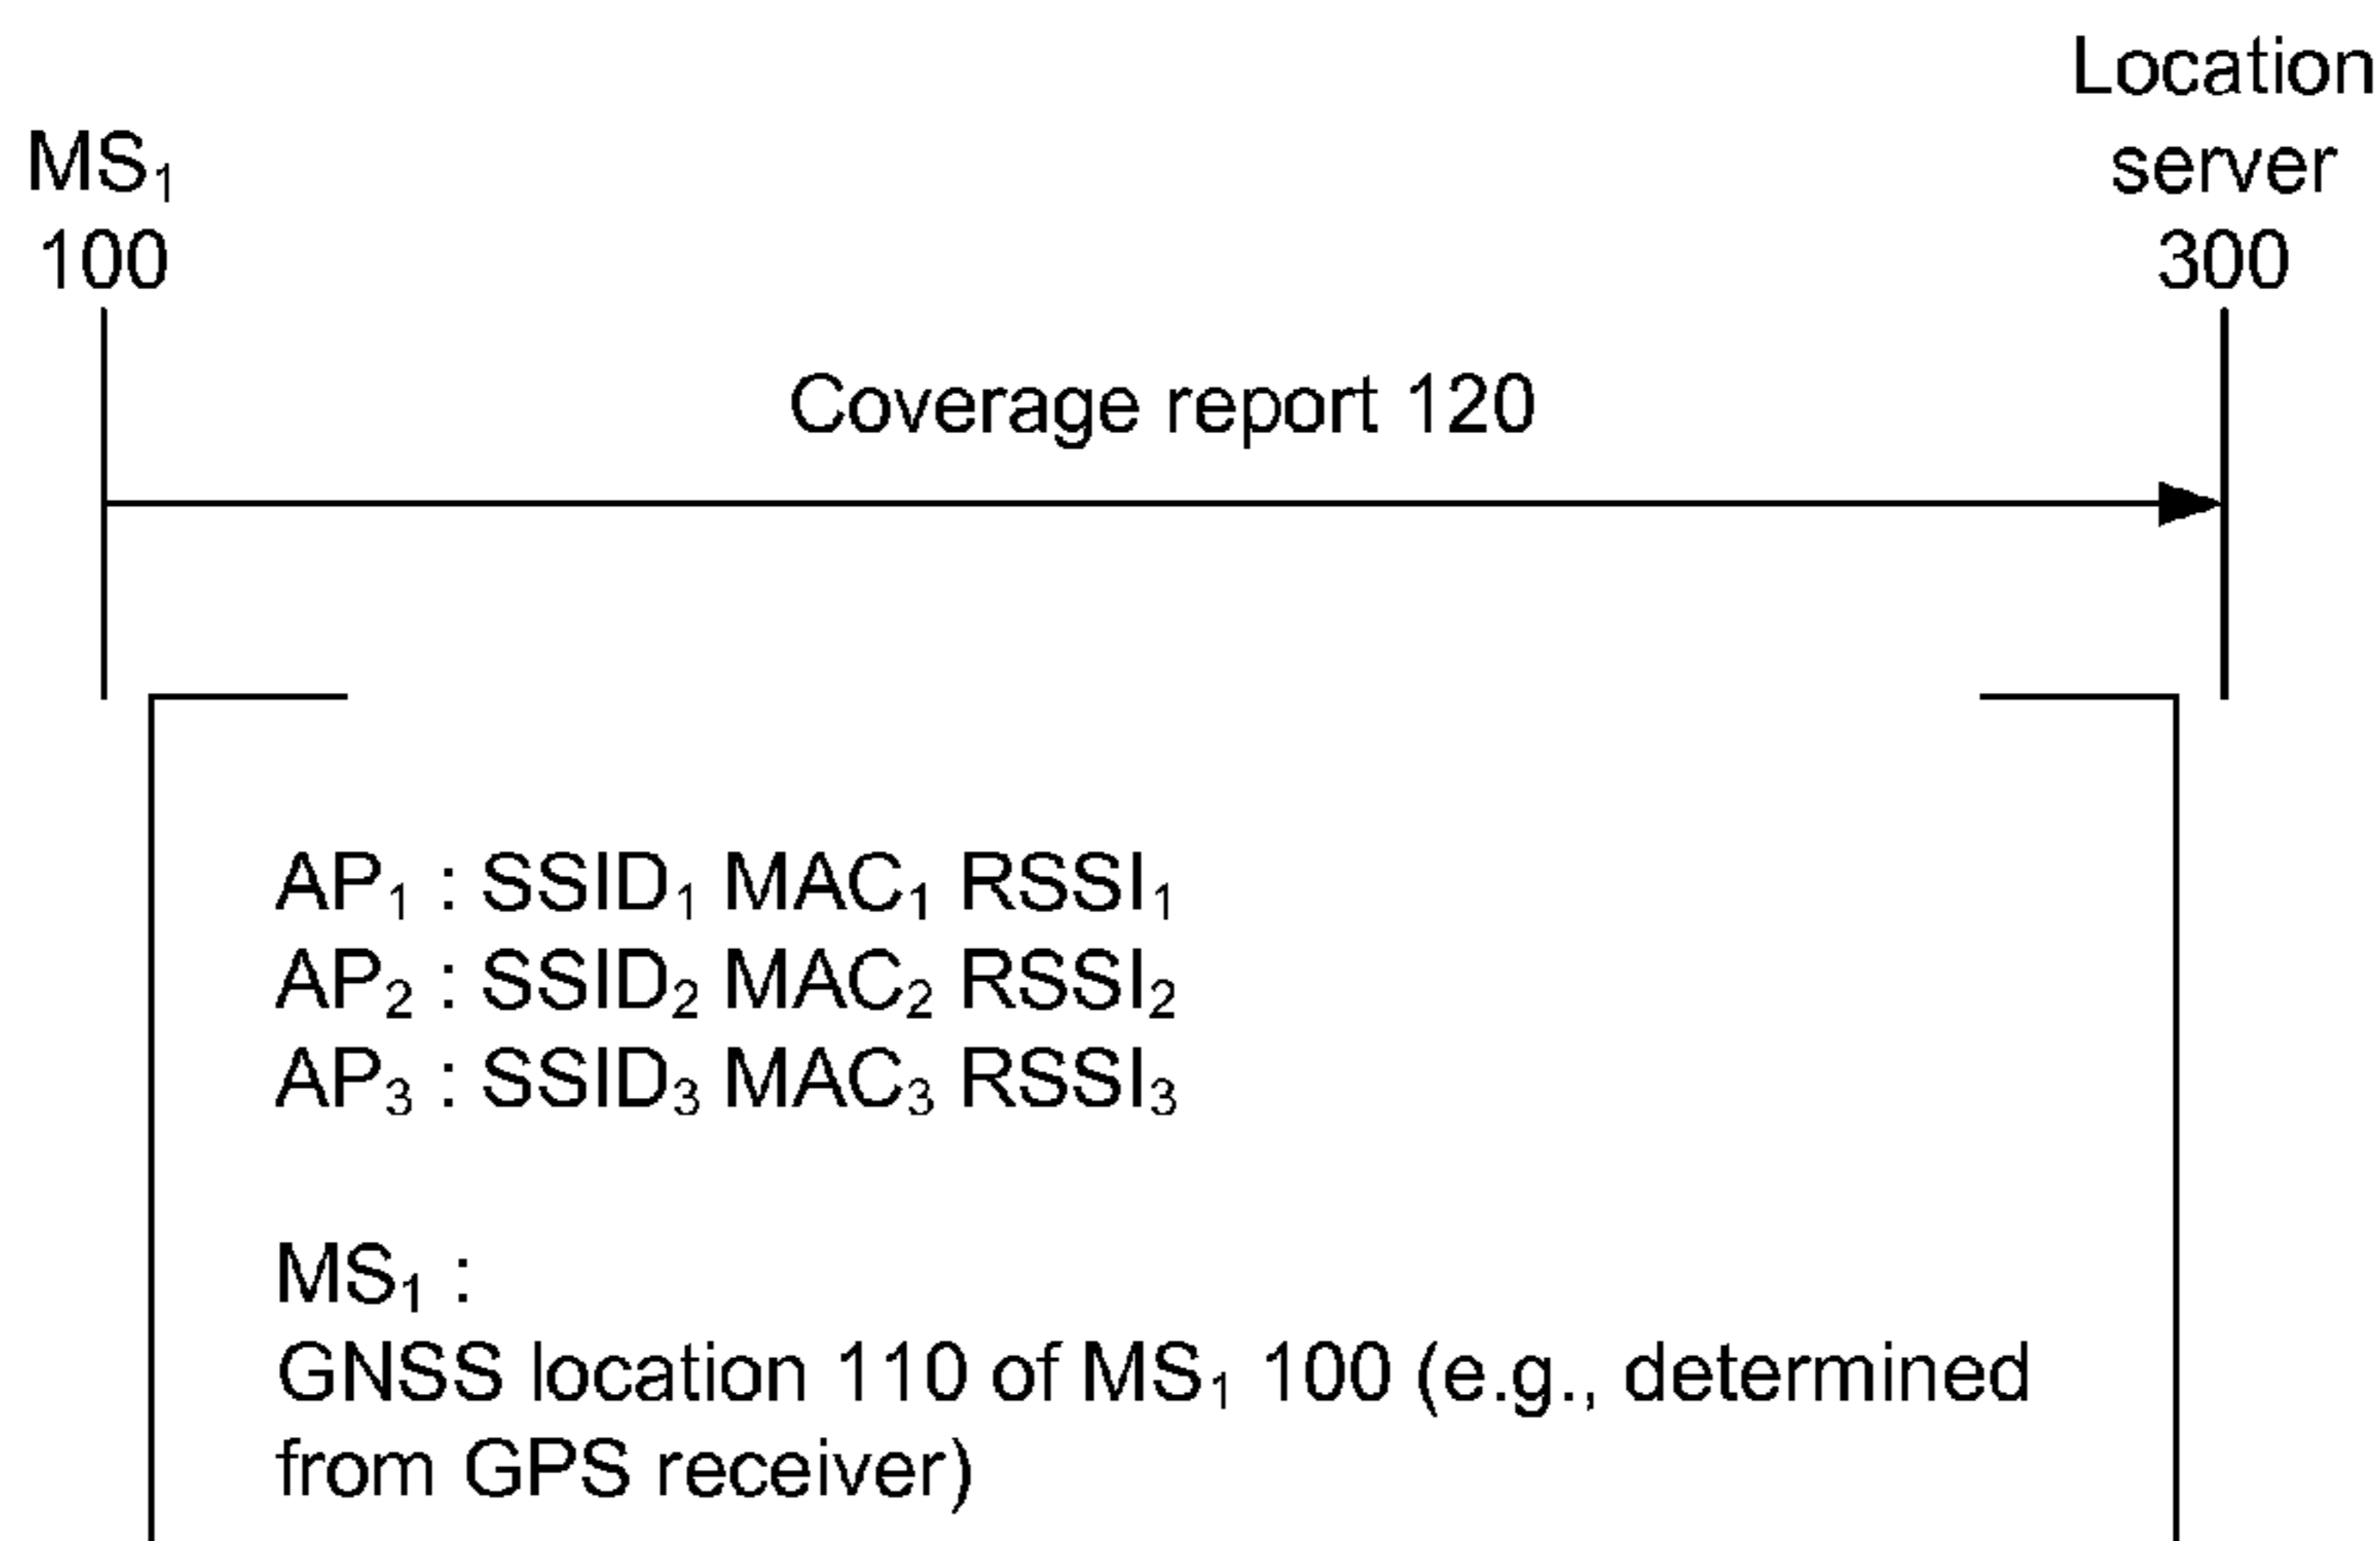 Location
server
300
MS₁
100
Coverage report 120
AP₁ : SSID₁ MAC₁ RSSI₁
AP₂ : SSID₂ MAC₂ RSSI₂
AP₃ : SSID₃ MAC₃ RSSI₃
MS₁ :
GNSS location 110 of MS₁ 100 (e.g., determined
from GPS receiver)